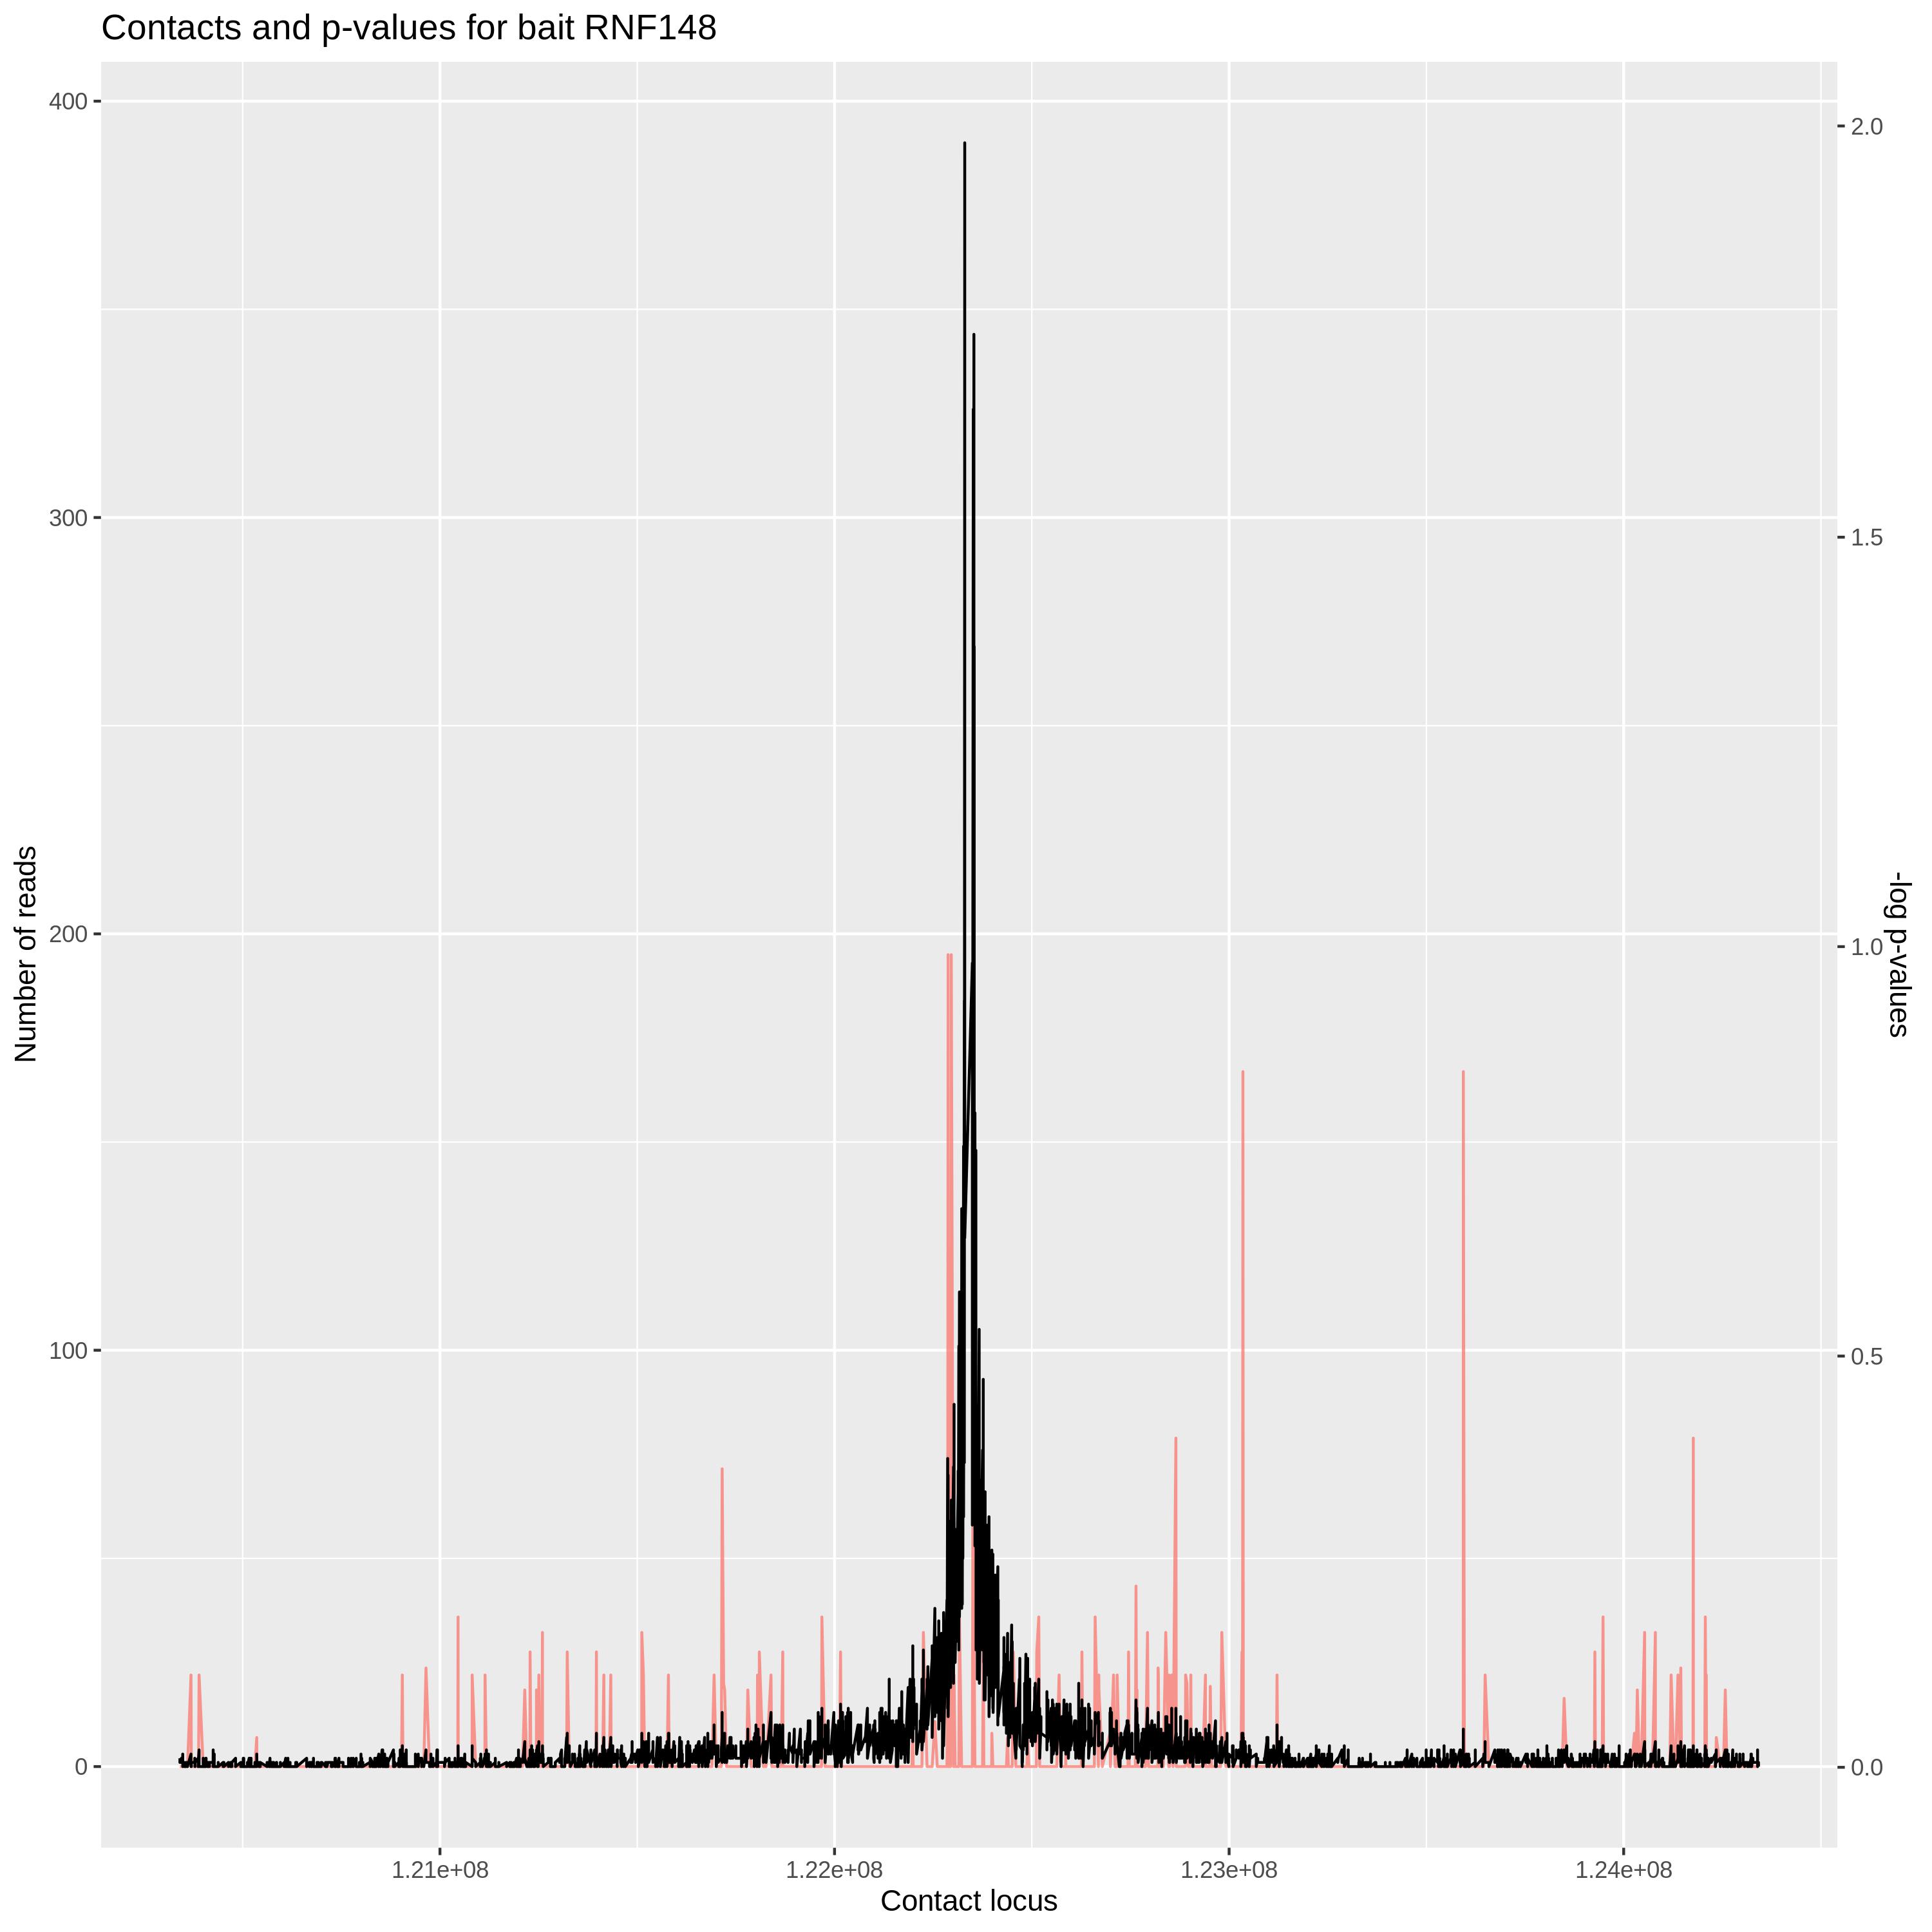 Contacts and p-values for bait RNF148
400
300
200
100
0
Number of reads
2.0
1.5
1.0
0.5
0.0
-log p-values
1.21e+08
1.22e+08
1.23e+08
1.24e+08
Contact locus